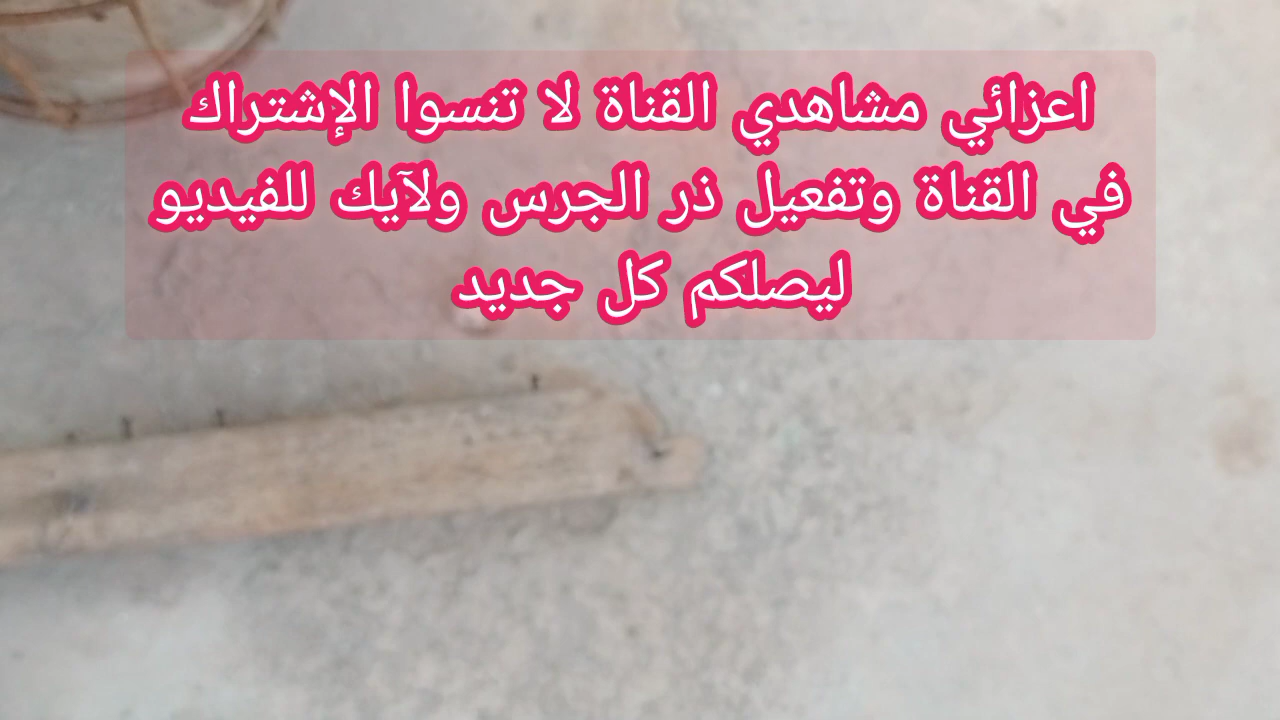 اعزائي مشاهدي القناة لا تنسوا الإشتراك
في القناة وتفعيل ذر الجرس ولآيك للفيديو
ليصلكم كل جديد